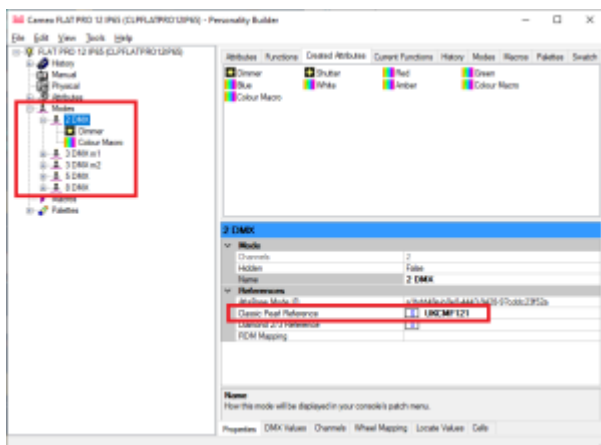 Cameo FLAT PRO 12 IP65 (CLPFLATPRO12IP65) - Personality Builder
File Edit View Tools Help
FLAT PRO 12 IP65 (CLPFLATPRO12IP65)
History
Manual
Physical
Attributes
Modes
2 DMX
Dimmer
Colour Macro
3 DMX m1
3 DMX m2
5 DMX
Macros
Palettes
Attributes Functions Created Attributes Current Functions History Modes Macros Palettes Swatch
Dimmer Shutter Red Green
Blue White Amber Colour Macro
Colour Macro
2 DMX
Mode
Channels 2
Hidden False
Name 2 DMX
References
Classic Pearl Reference UKCMF121
Diamond 2/3 Reference
RDM Mapping
Name
How this mode will be displayed in your console's patch menu.
Properties DMX Values Channels Wheel Mapping Locate Values Cells